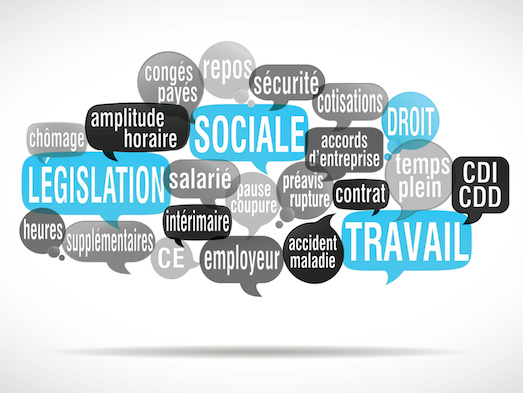 congés
payés
repos
sécurité
cotisations
amplitude
horaire
SOCIALE
DROIT
chômage
accords
d'entreprise
temps
plein
CDI
CDD
LÉGISLATION
salarié
pause
coupure
préavis
rupture
contrat
heures
supplémentaires
intérimaire
CE
employeur
accident
maladie
TRAVAIL